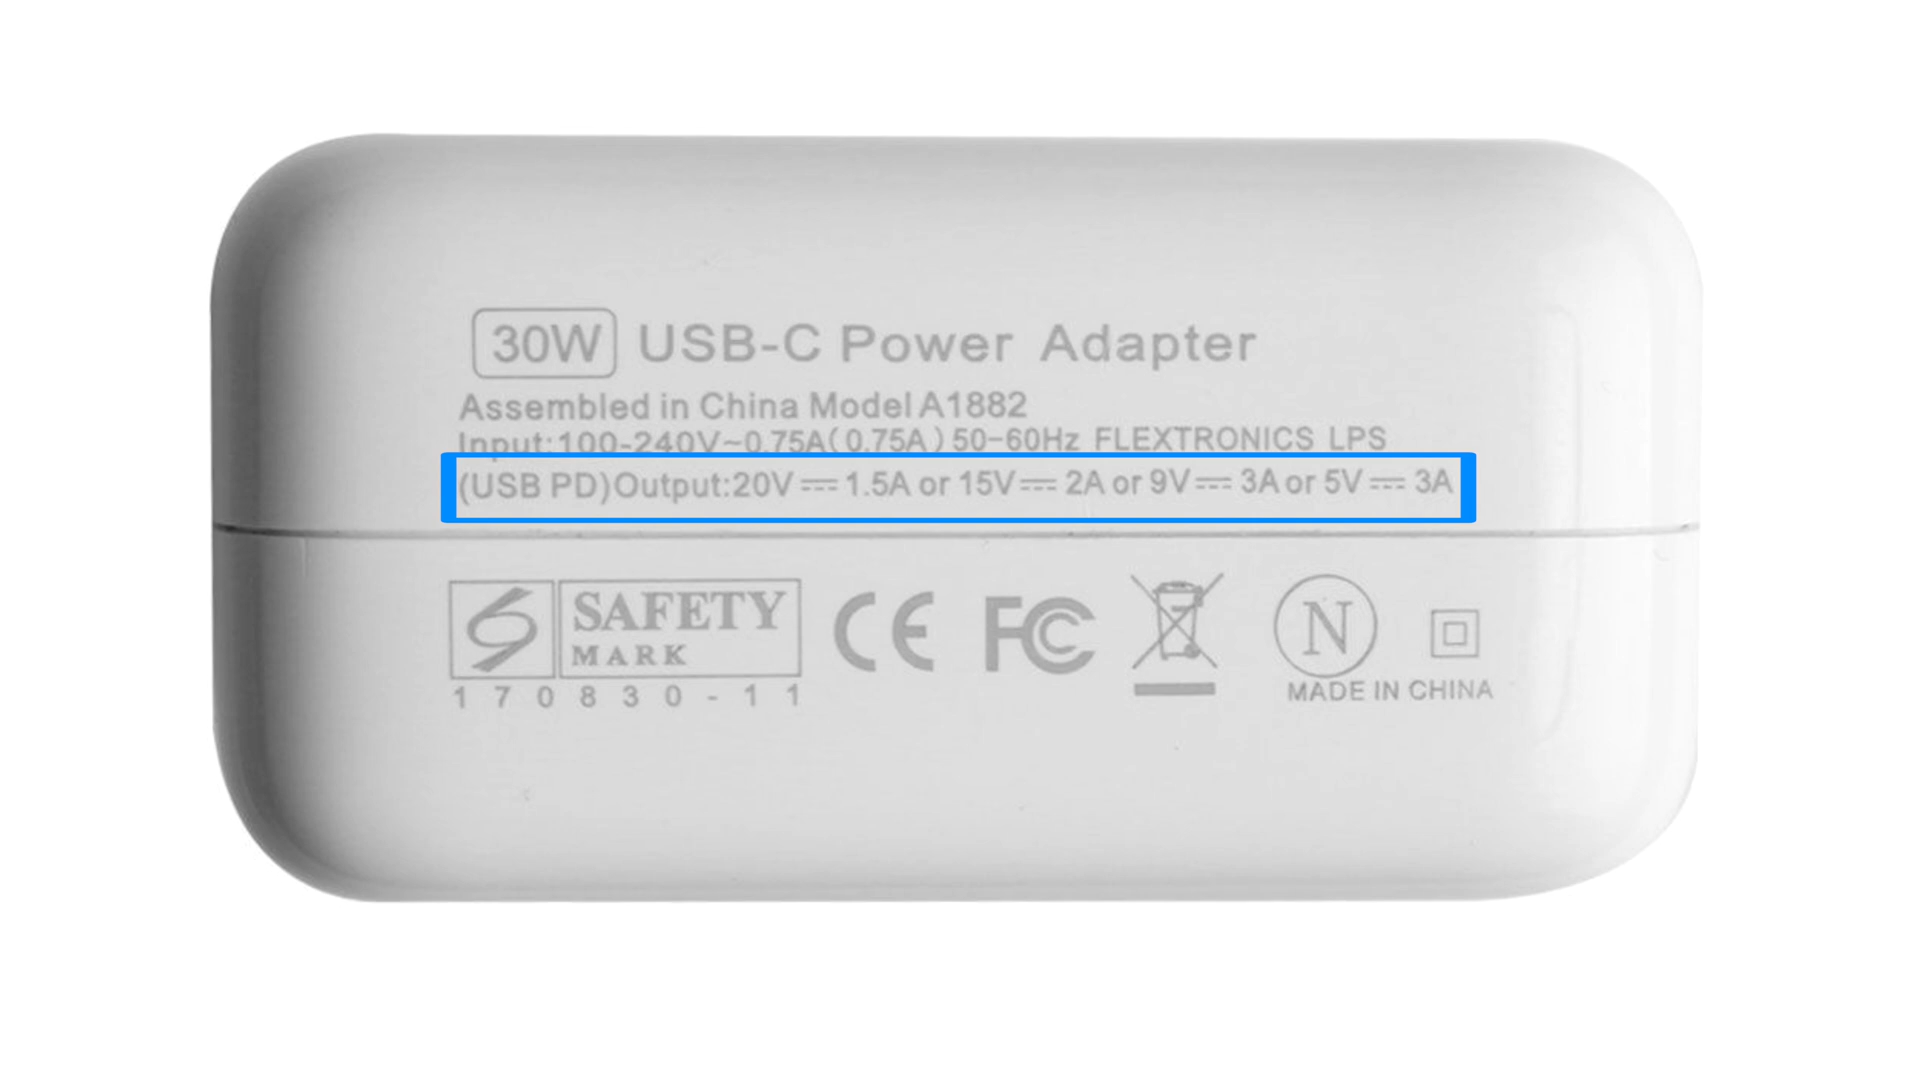 30W USB-C Power Adapter
Assembled in China Model A1882
Input:100-240V~0.75A(0.75A)50-60Hz FLEXTRONICS LPS
(USB PD)Output:20V⎓1.5A or 15V⎓2A or 9V⎓3A or 5V⎓3A
SAFETY
MARK
170830-11
CE FC N
MADE IN CHINA